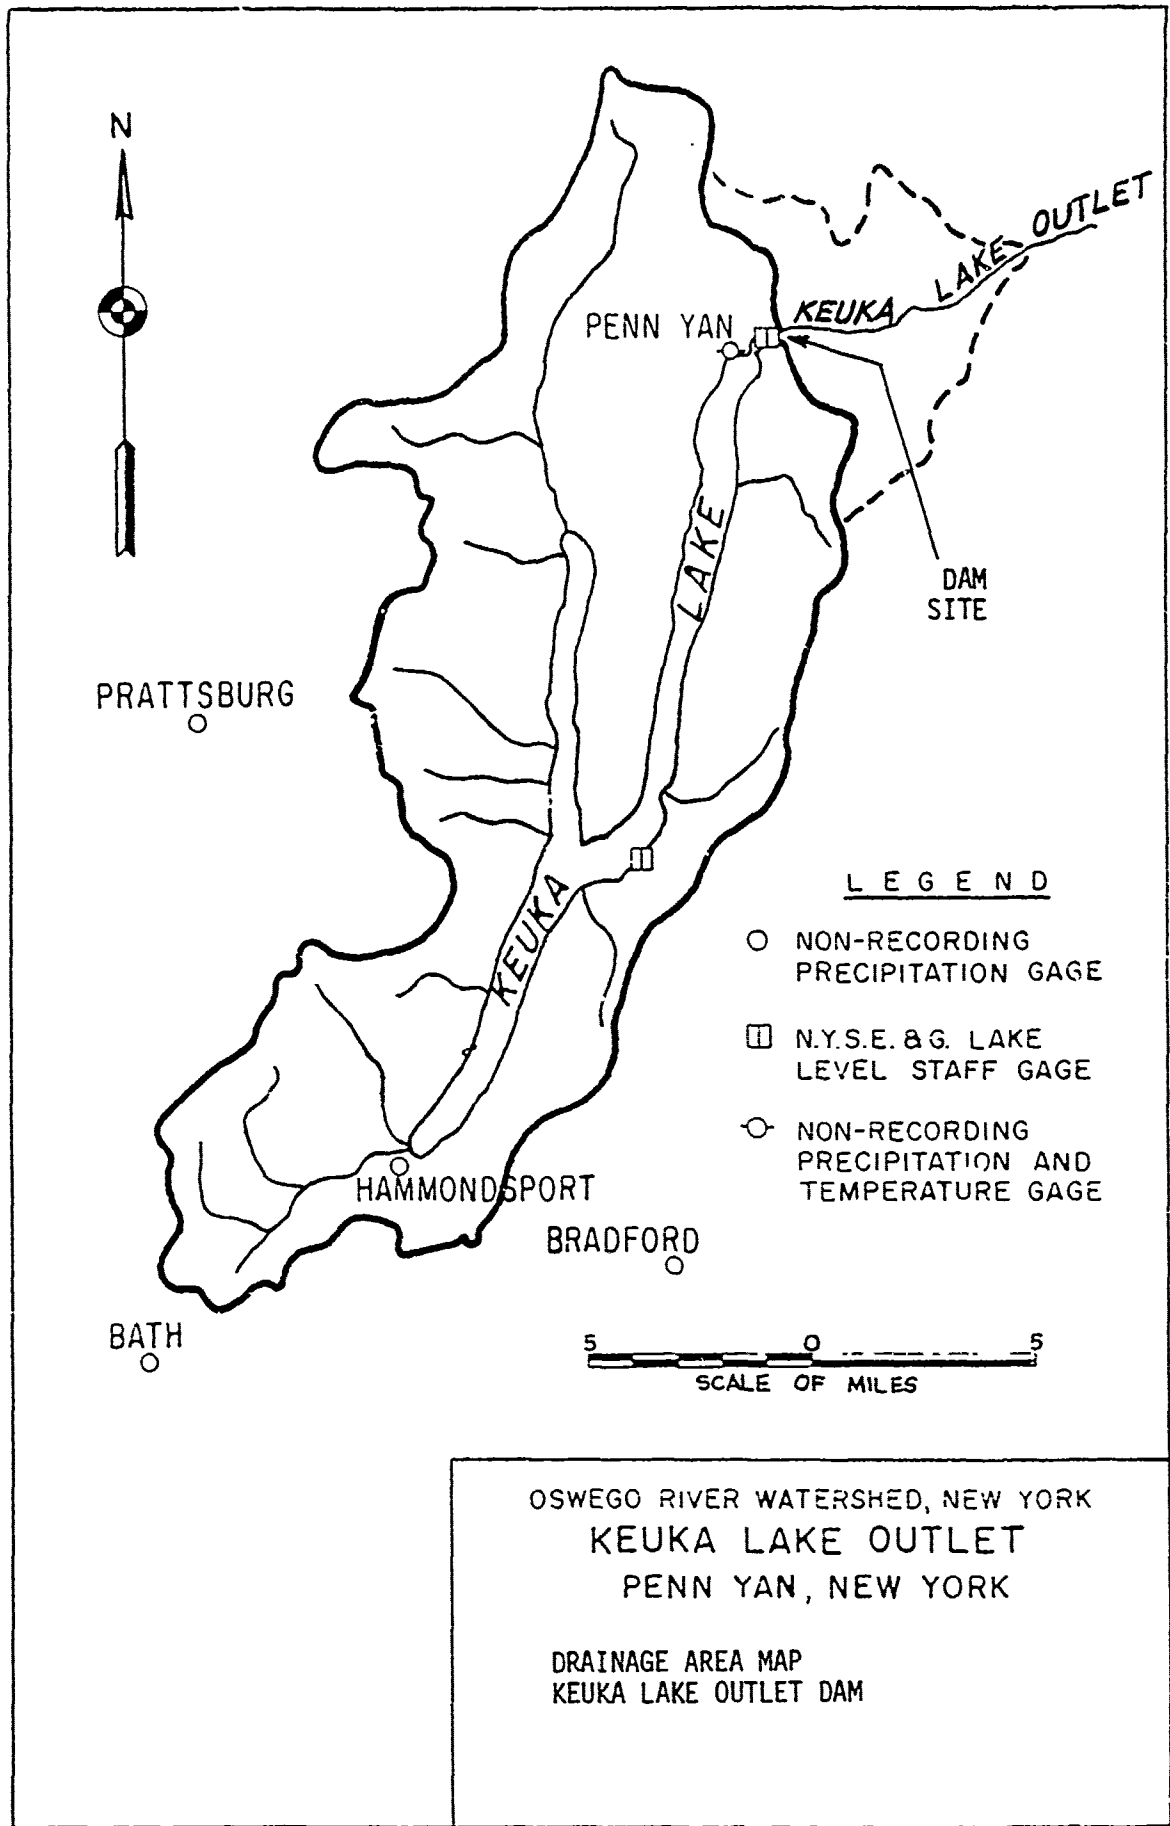 N
KEUKA LAKE OUTLET
PENN YAN
LAKE
DAM
SITE
PRATTSBURG
KEUKA
LEGEND
NON-RECORDING
PRECIPITATION GAGE
N.Y.S.E. & G. LAKE
LEVEL STAFF GAGE
NON-RECORDING
PRECIPITATION AND
TEMPERATURE GAGE
HAMMONDSPORT
BRADFORD
BATH
5 0 5
SCALE OF MILES
OSWEGO RIVER WATERSHED, NEW YORK
KEUKA LAKE OUTLET
PENN YAN, NEW YORK
DRAINAGE AREA MAP
KEUKA LAKE OUTLET DAM